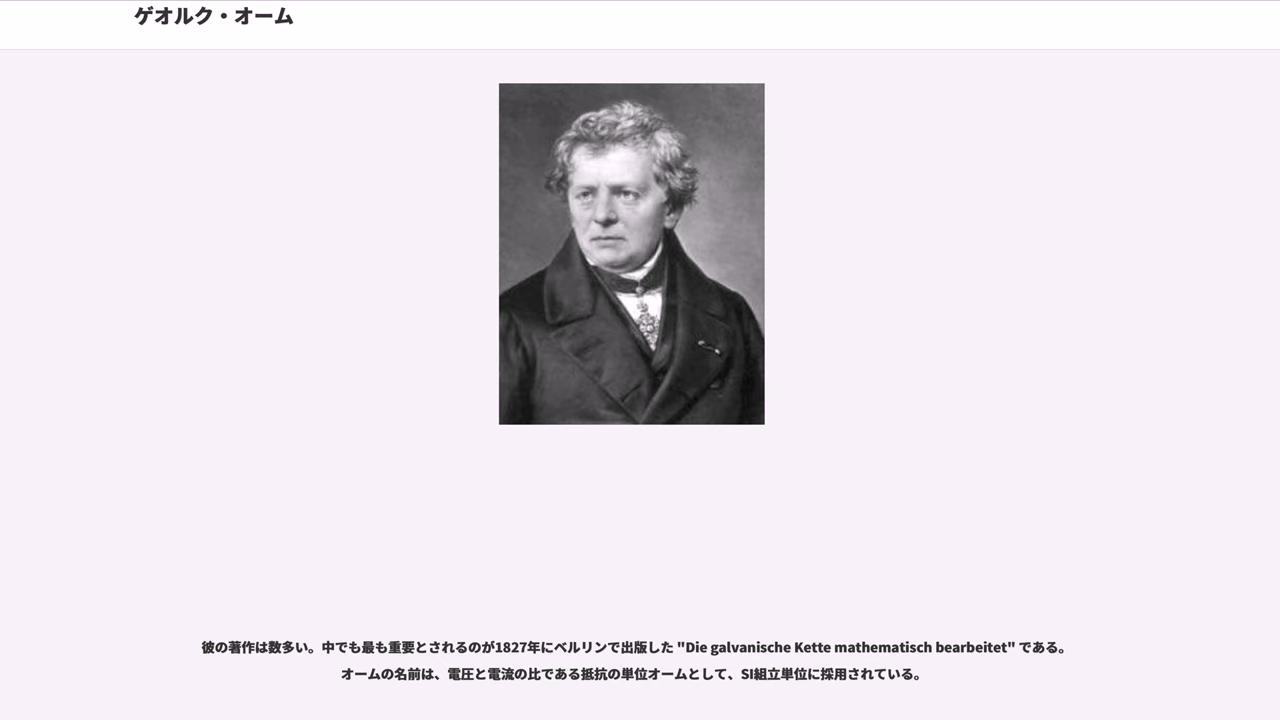 ゲオルク・オーム
彼の著作は数多い。中でも最も重要とされるのが1827年にベルリンで出版した "Die galvanische Kette mathematisch bearbeitet" である。
オームの名前は、電圧と電流の比である抵抗の単位オームとして、SI組立単位に採用されている。